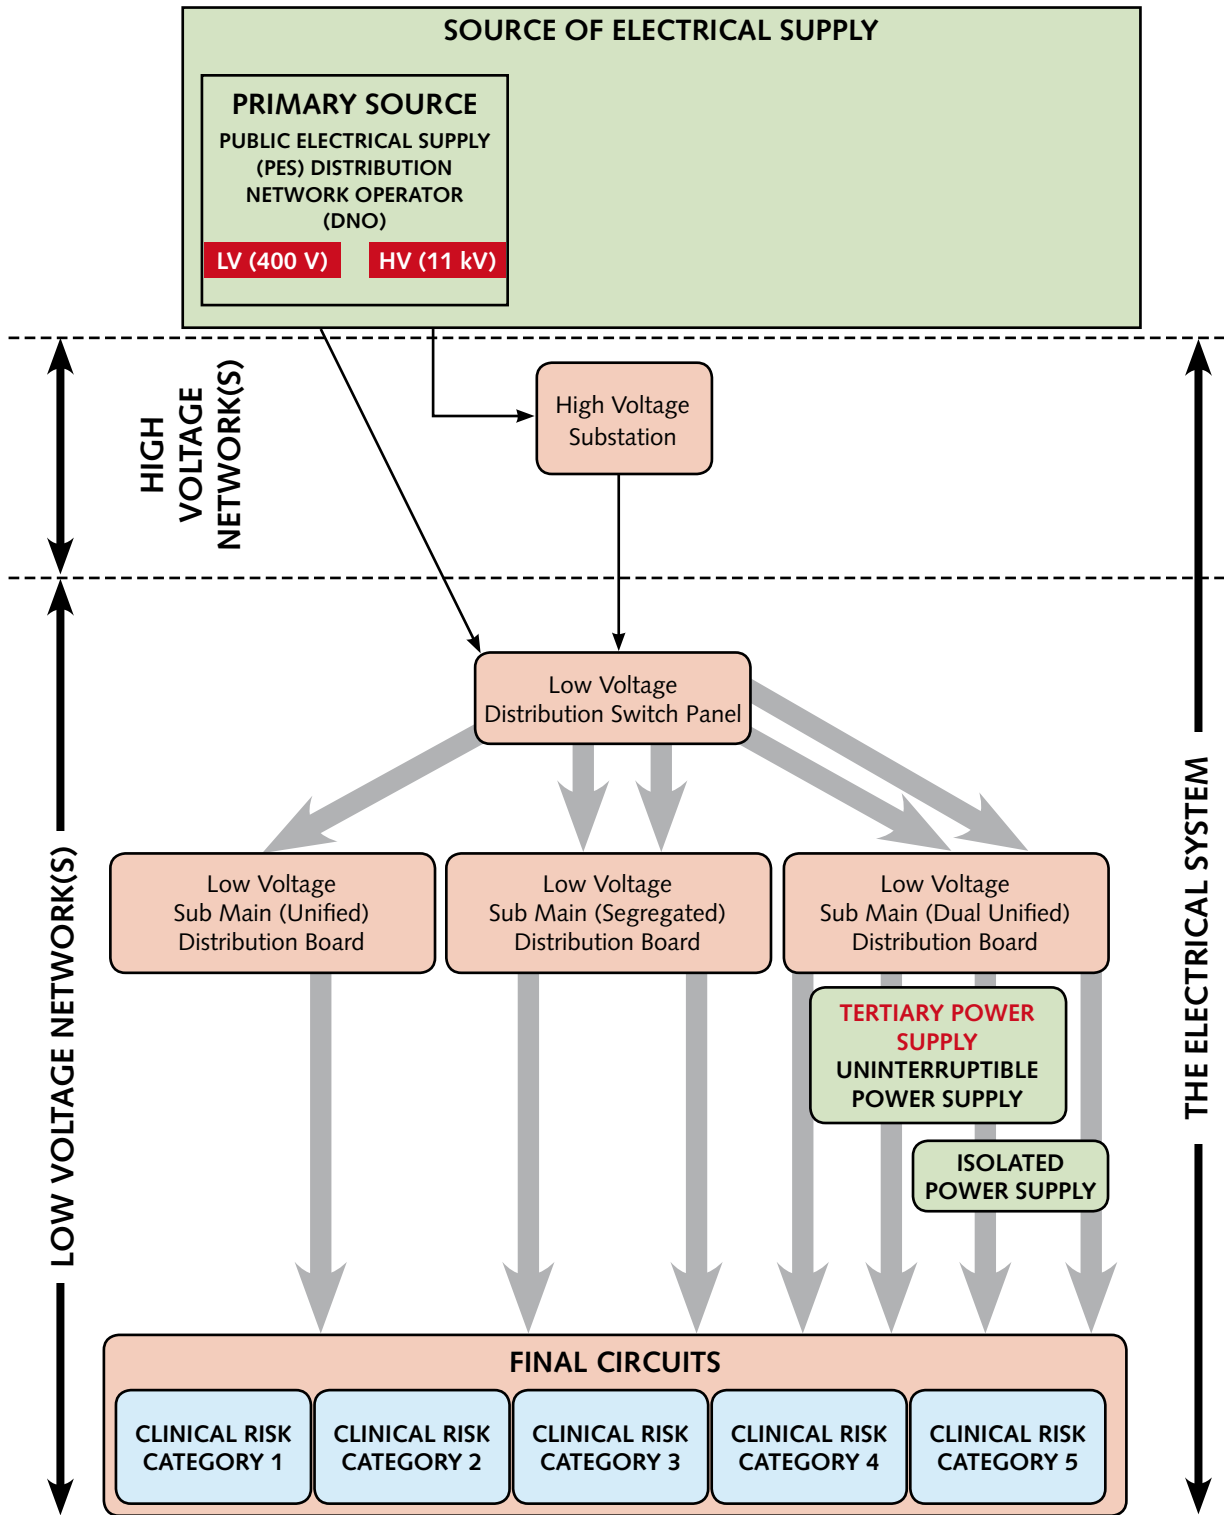 SOURCE OF ELECTRICAL SUPPLY
PRIMARY SOURCE
PUBLIC ELECTRICAL SUPPLY
(PES) DISTRIBUTION
NETWORK OPERATOR
(DNO)
LV (400 V)
HV (11 kV)
HIGH
VOLTAGE
NETWORK(S)
High Voltage
Substation
Low Voltage
Distribution Switch Panel
LOW VOLTAGE NETWORK(S)
THE ELECTRICAL SYSTEM
Low Voltage
Sub Main (Unified)
Distribution Board
Low Voltage
Sub Main (Segregated)
Distribution Board
Low Voltage
Sub Main (Dual Unified)
Distribution Board
TERTIARY POWER
SUPPLY
UNINTERRUPTIBLE
POWER SUPPLY
ISOLATED
POWER SUPPLY
FINAL CIRCUITS
CLINICAL RISK
CATEGORY 1
CLINICAL RISK
CATEGORY 2
CLINICAL RISK
CATEGORY 3
CLINICAL RISK
CATEGORY 4
CLINICAL RISK
CATEGORY 5